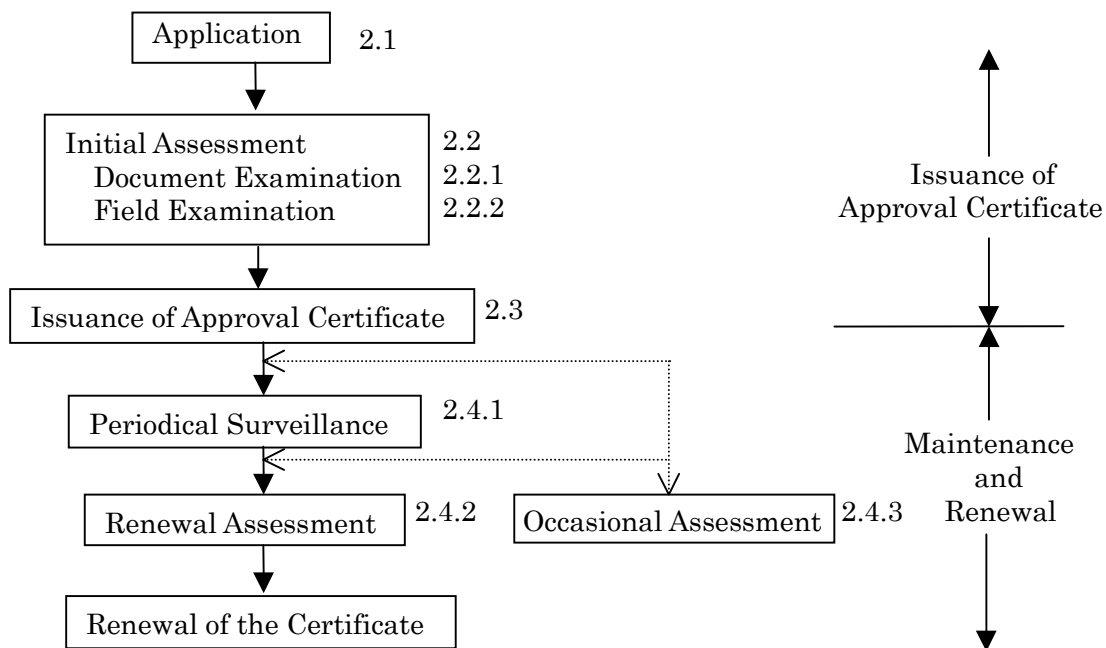 Application 2.1
Initial Assessment 2.2
Document Examination 2.2.1
Field Examination 2.2.2
Issuance of Approval Certificate 2.3
Periodical Surveillance 2.4.1
Renewal Assessment 2.4.2
Occasional Assessment 2.4.3
Renewal of the Certificate
Issuance of
Approval Certificate
Maintenance
and
Renewal